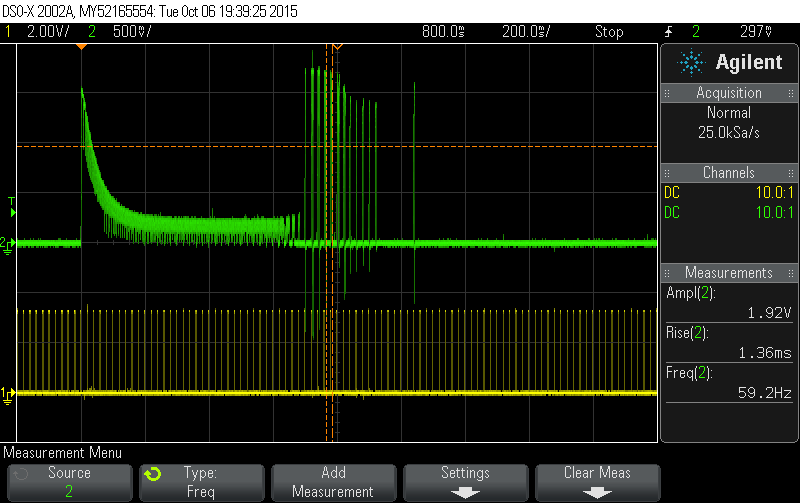 DSO-X 2002A, MY52165554: Tue Oct 06 19:39:25 2015
1 2.00V/ 2 500mV/ 800.0ms 200.0ms/ Stop 2 297mV
Agilent
Acquisition
Normal
25.0kSa/s
Channels
DC 10.0:1
DC 10.0:1
T
2
Measurements
Ampl(2):
1.92V
Rise(2):
1.36ms
Freq(2):
59.2Hz
1
Measurement Menu
Source
2
Type:
Freq
Add
Measurement
Settings
Clear Meas